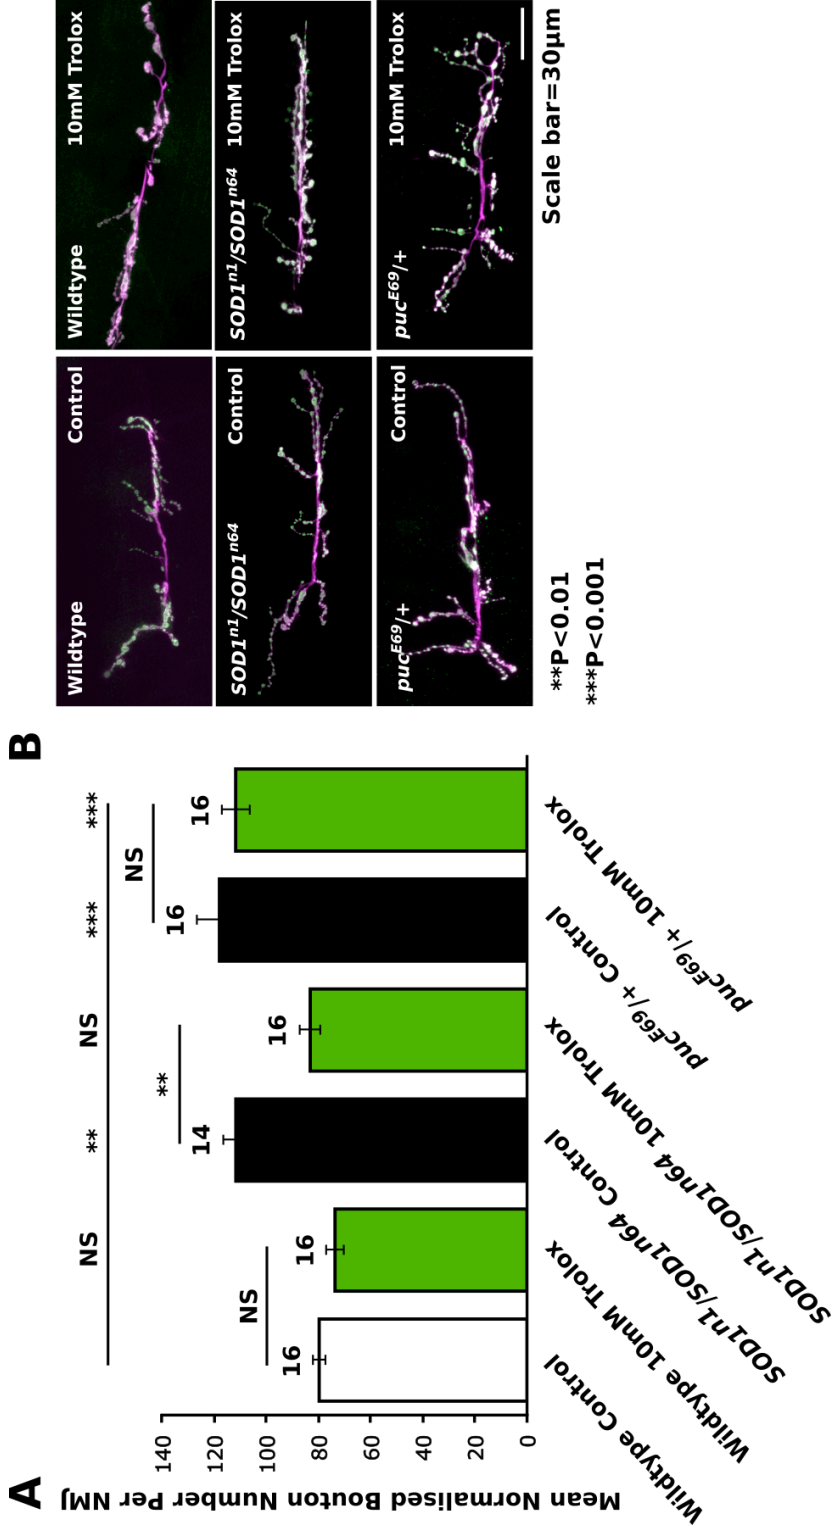 A
Mean Normalised Bouton Number Per NMJ
140
120
100
80
60
40
20
0
NS ** NS *** ***
NS
**
NS
16
16
14
16
16
16
Wildtype Control
Wildtype 10mM Trolox
SOD1n1/SOD1n64 Control
SOD1n1/SOD1n64 10mM Trolox
pucE69/+ Control
pucE69/+ 10mM Trolox
B
Wildtype Control
Wildtype 10mM Trolox
SOD1n1/SOD1n64 Control
SOD1n1/SOD1n64 10mM Trolox
pucE69/+ Control
pucE69/+ 10mM Trolox
**P<0.01
***P<0.001
Scale bar=30μm